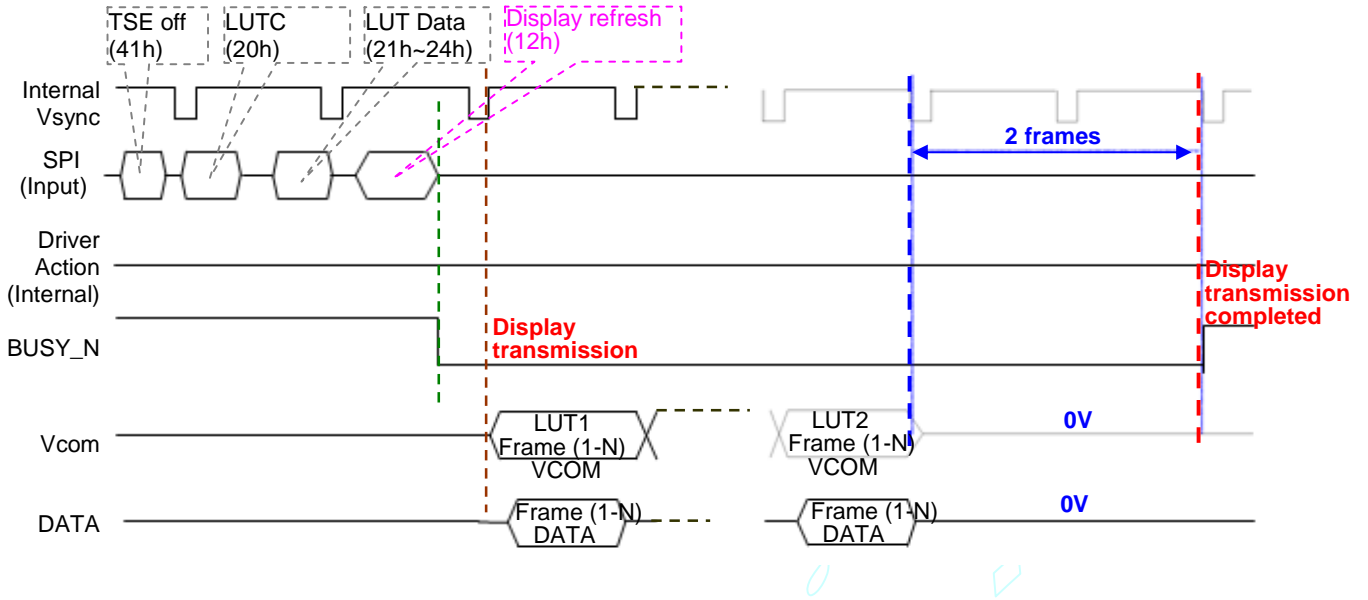 TSE off
(41h)
LUTC
(20h)
LUT Data
(21h~24h)
Display refresh
(12h)
Internal
Vsync
2 frames
SPI
(Input)
Driver
Action
(Internal)
Display
transmission
completed
BUSY_N
Display
transmission
Vcom
LUT1
Frame (1-N)
VCOM
LUT2
Frame (1-N)
VCOM
0V
DATA
Frame (1-N)
DATA
Frame (1-N)
DATA
0V